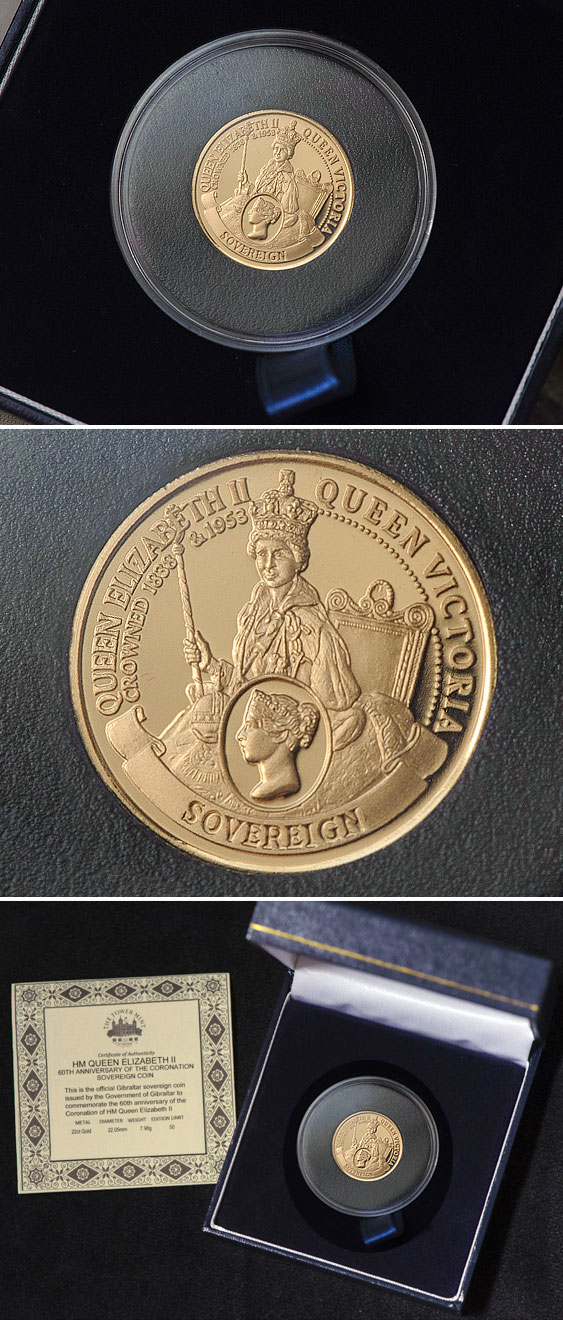 QUEEN ELIZABETH II
CROWNED 1838 & 1953
QUEEN VICTORIA
SOVEREIGN
QUEEN ELIZABETH II
CROWNED 1838 & 1953
QUEEN VICTORIA
SOVEREIGN
THE TOWER MINT
Certificate of Authenticity
HM QUEEN ELIZABETH II
60TH ANNIVERSARY OF THE CORONATION
SOVEREIGN COIN
This is the official Gibraltar sovereign coin
issued by the Government of Gibraltar to
commemorate the 60th anniversary of the
Coronation of HM Queen Elizabeth II
METAL DIAMETER WEIGHT EDITION LIMIT
22ct Gold 22.05mm 7.98g 50
QUEEN VICTORIA
SOVEREIGN